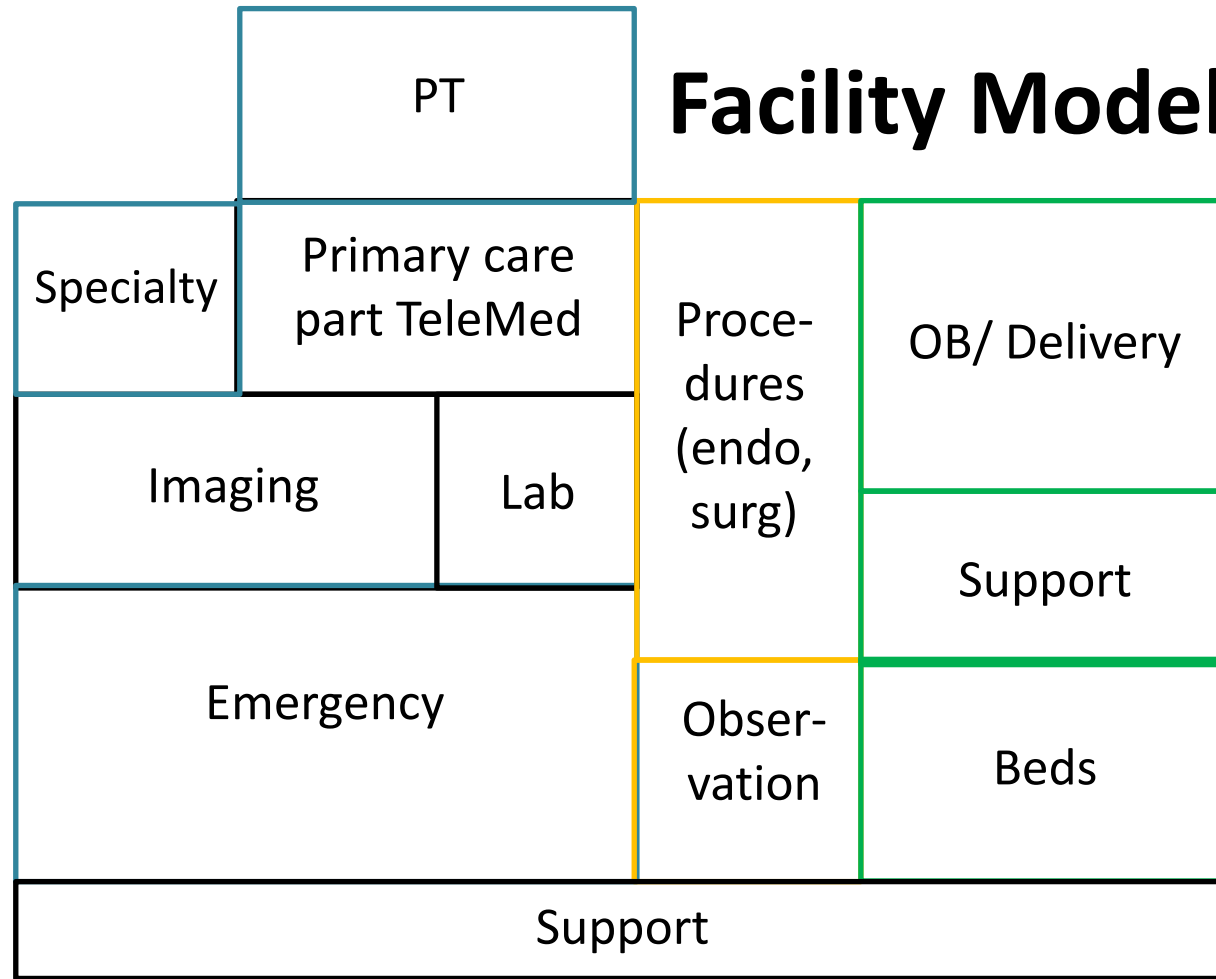 PT
Facility Model
Specialty
Primary care
part TeleMed
Proce-
dures
(endo,
surg)
OB/ Delivery
Imaging
Lab
Support
Emergency
Obser-
vation
Beds
Support